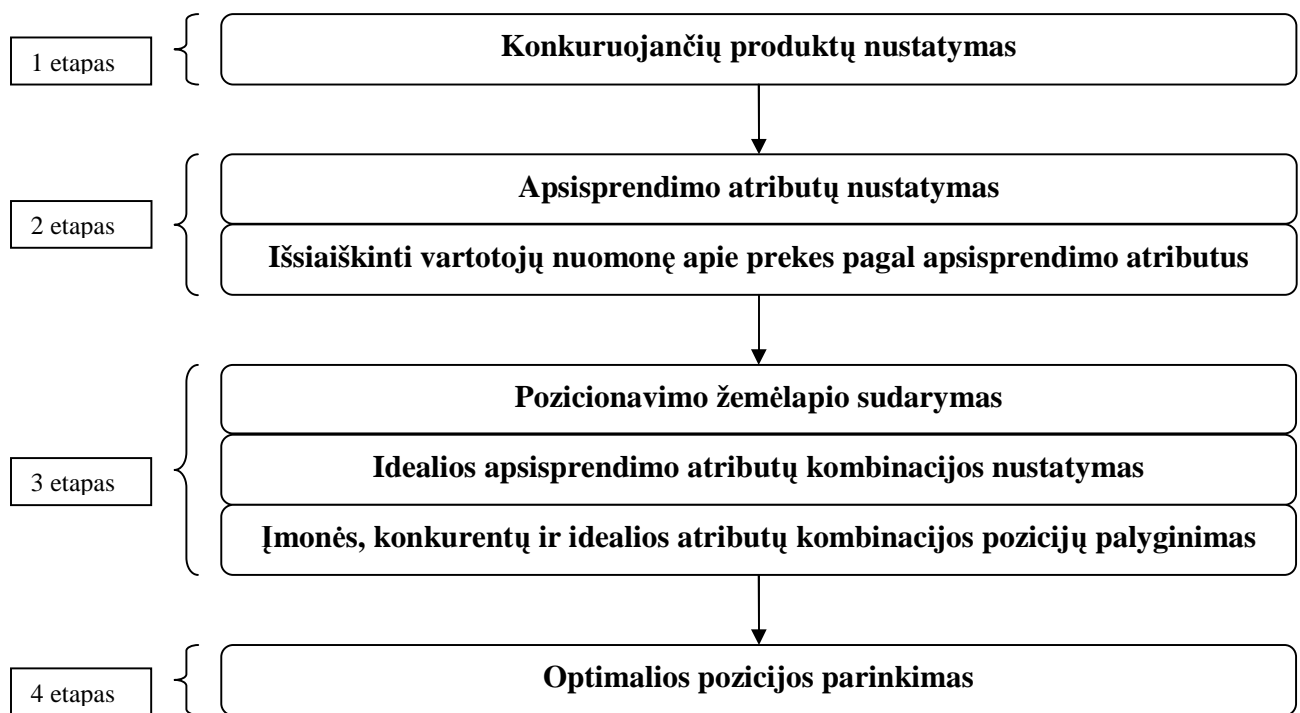 1 etapas
Konkuruojančių produktų nustatymas
2 etapas
Apsisprendimo atributų nustatymas
Išsiaiškinti vartotojų nuomonę apie prekes pagal apsisprendimo atributus
3 etapas
Pozicionavimo žemėlapio sudarymas
Idealios apsisprendimo atributų kombinacijos nustatymas
Įmonės, konkurentų ir idealios atributų kombinacijos pozicijų palyginimas
4 etapas
Optimalios pozicijos parinkimas